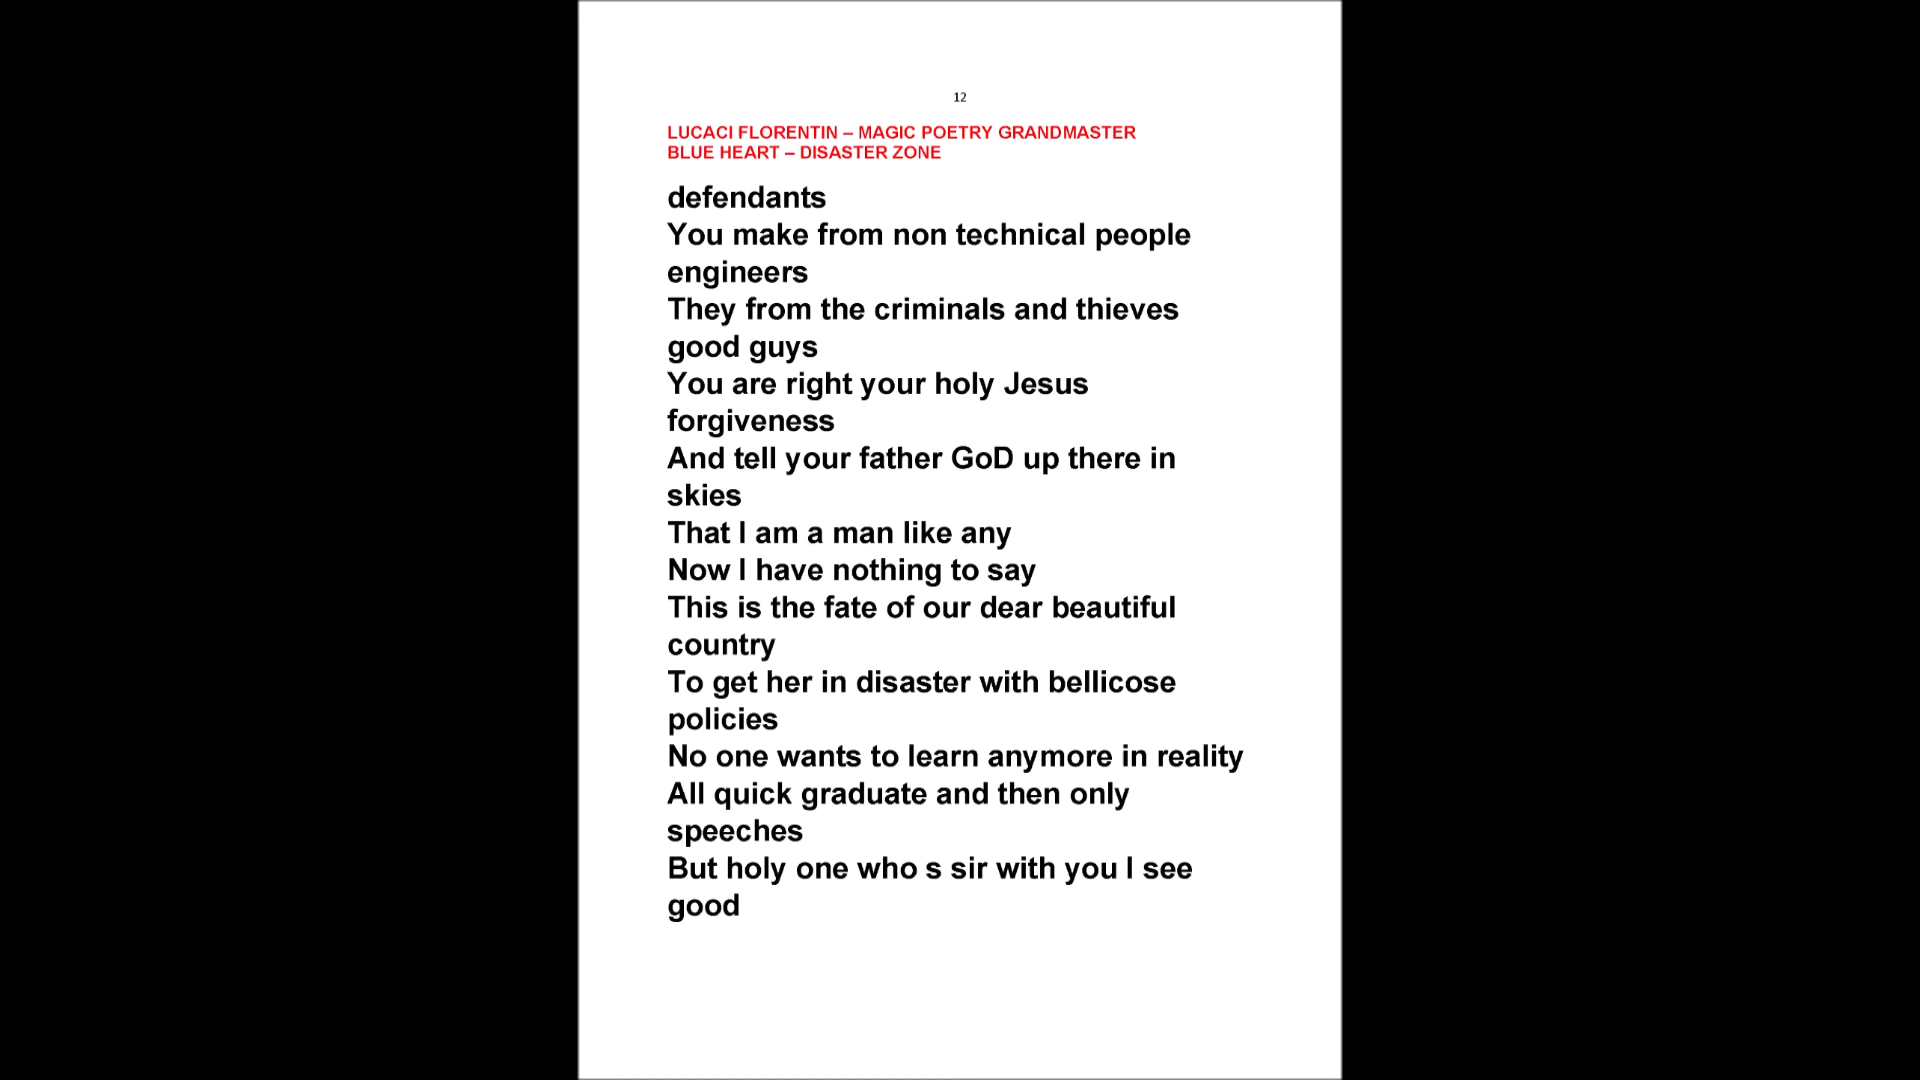 12
LUCACI FLORENTIN – MAGIC POETRY GRANDMASTER
BLUE HEART – DISASTER ZONE
defendants
You make from non technical people
engineers
They from the criminals and thieves
good guys
You are right your holy Jesus
forgiveness
And tell your father GoD up there in
skies
That I am a man like any
Now I have nothing to say
This is the fate of our dear beautiful
country
To get her in disaster with bellicose
policies
No one wants to learn anymore in reality
All quick graduate and then only
speeches
But holy one who s sir with you I see
good